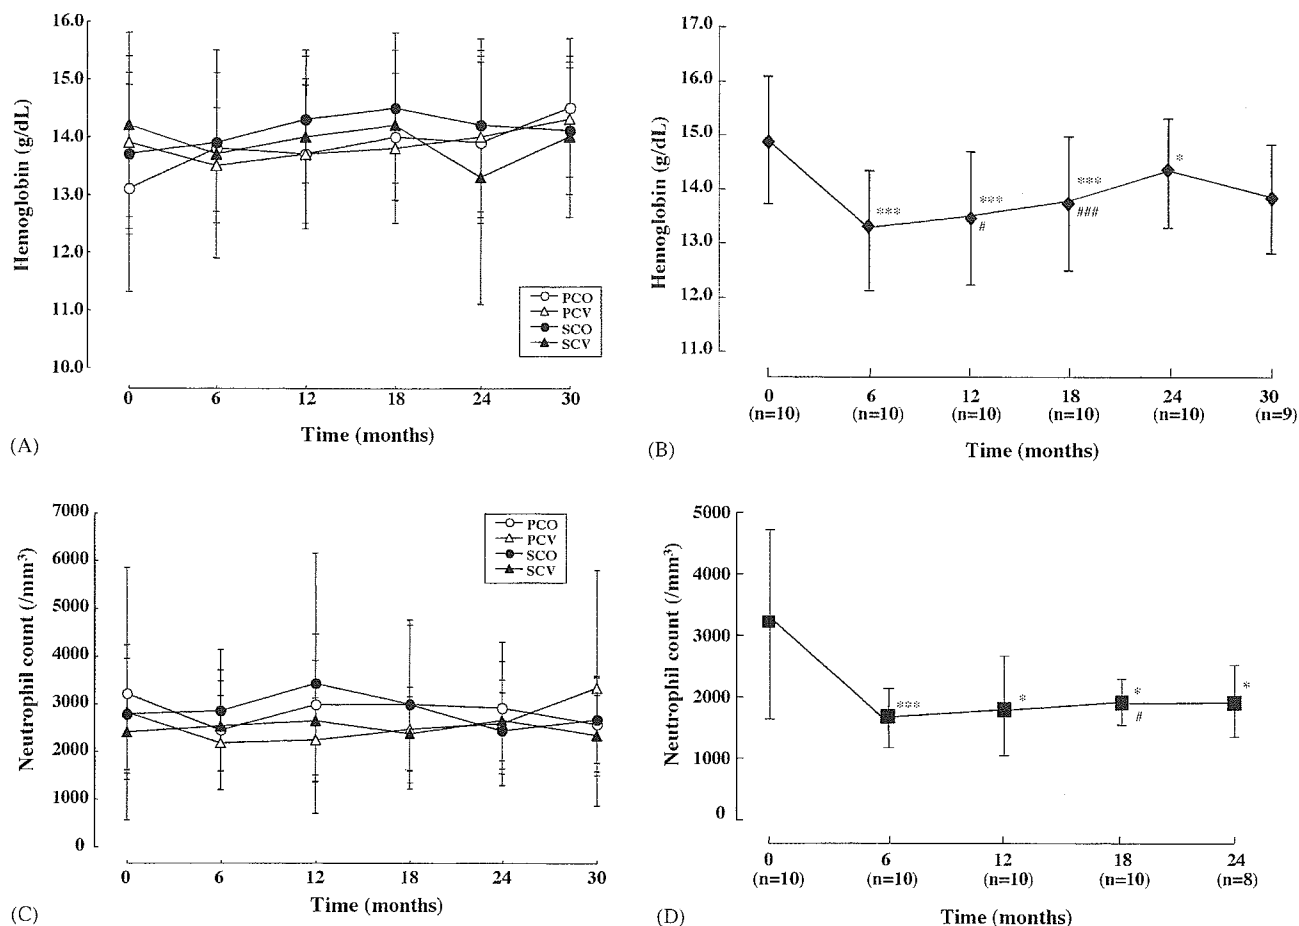 16.0
15.0
14.0
13.0
12.0
11.0
10.0
Hemoglobin (g/dL)
PCO
PCV
SCO
SCV
0 6 12 18 24 30
Time (months)
(A)
17.0
16.0
15.0
14.0
13.0
12.0
11.0
Hemoglobin (g/dL)
***
***
#
***
###
*
0 6 12 18 24 30
(n=10) (n=10) (n=10) (n=10) (n=10) (n=9)
Time (months)
(B)
7000
6000
5000
4000
3000
2000
1000
0
Neutrophil count (/mm³)
PCO
PCV
SCO
SCV
0 6 12 18 24 30
Time (months)
(C)
5000
4000
3000
2000
1000
0
Neutrophil count (/mm³)
***
*
*
#
*
0 6 12 18 24
(n=10) (n=10) (n=10) (n=10) (n=8)
Time (months)
(D)